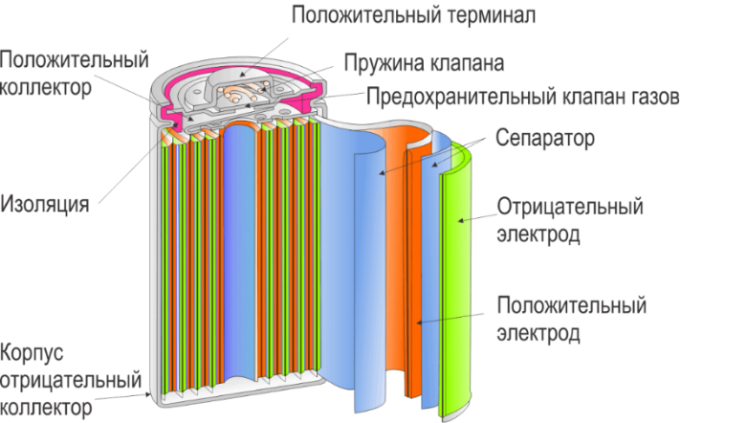 Положительный терминал
Положительный
коллектор
Пружина клапана
Предохранительный клапан газов
Сепаратор
Изоляция
Отрицательный
электрод
Положительный
электрод
Корпус
отрицательный
коллектор